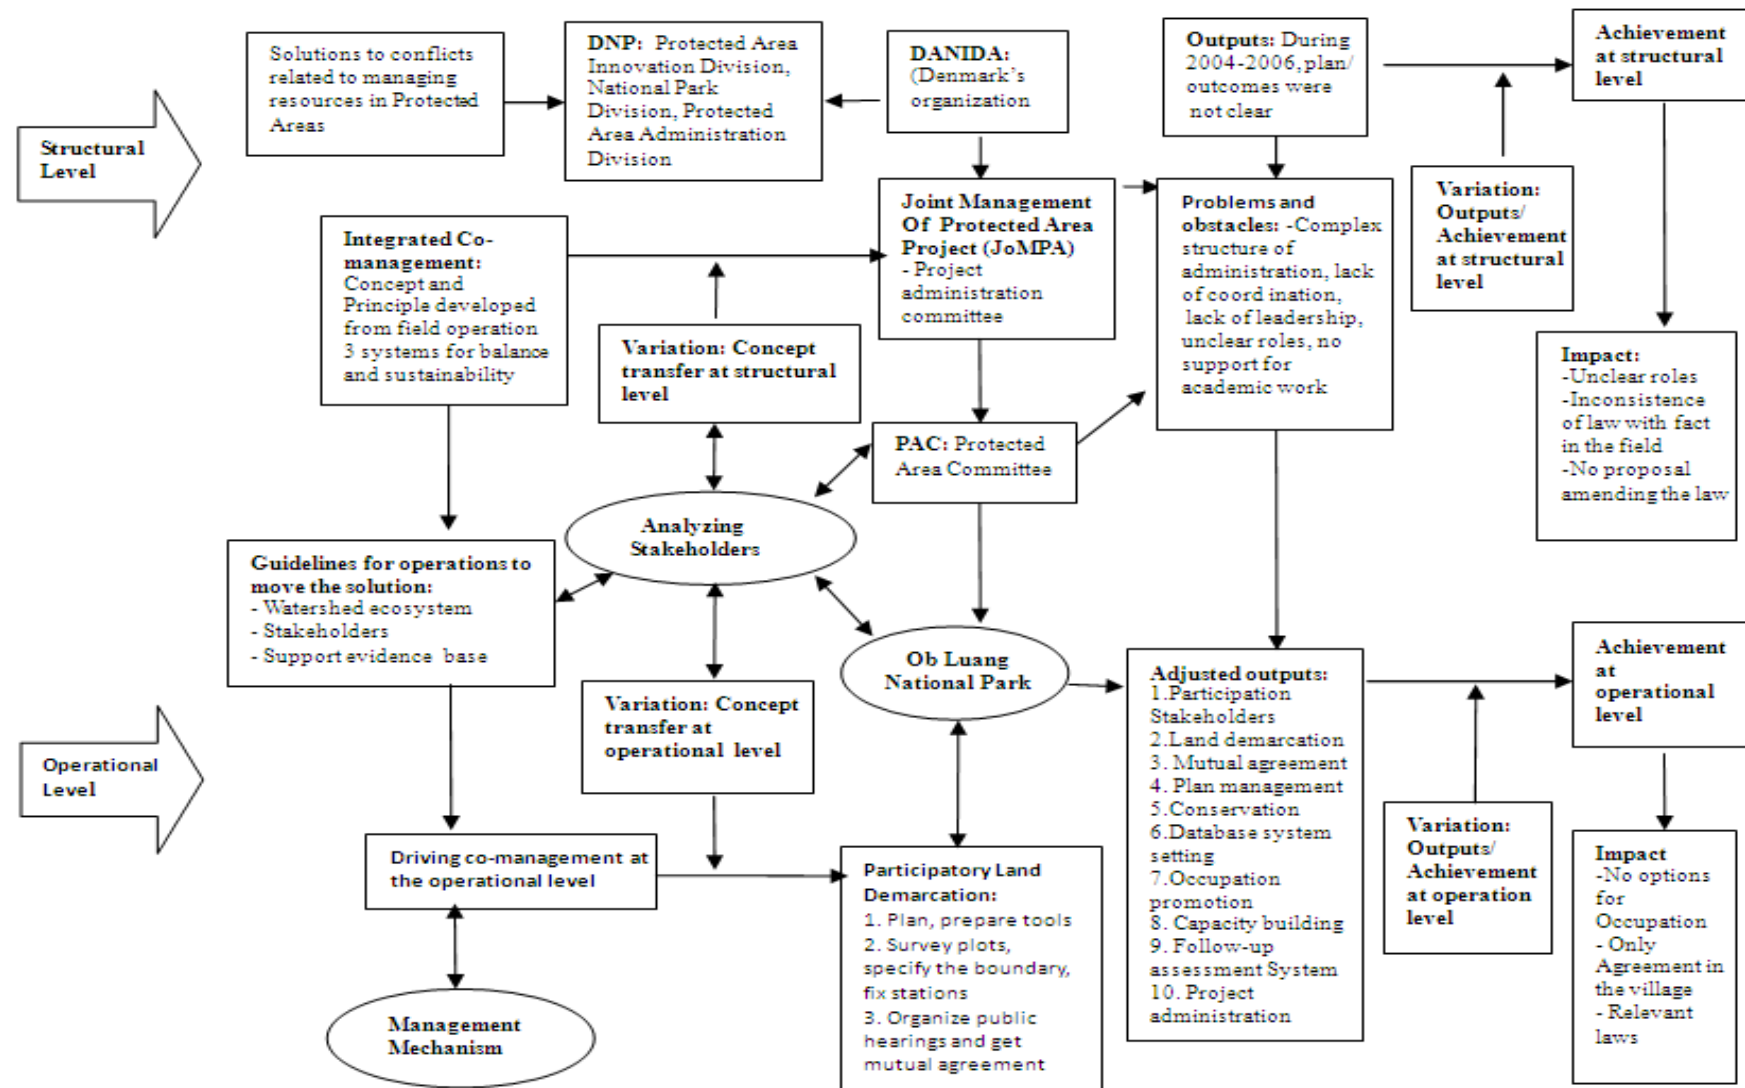 Structural
Level
Solutions to conflicts
related to managing
resources in Protected
Areas
DNP: Protected Area
Innovation Division,
National Park
Division, Protected
Area Administration
Division
DANIDA:
(Denmark's
organization
Outputs: During
2004-2006, plan/
outcomes were
not clear
Achievement
at structural
level
Variation:
Outputs/
Achievement
at structural
level
Integrated Co-
management:
Concept and
Principle developed
from field operation
3 systems for balance
and sustainability
Joint Management
Of Protected Area
Project (JoMPA)
- Project
administration
committee
Problems and
obstacles: -Complex
structure of
administration, lack
of coord ination,
lack of leadership,
unclear roles, no
support for
academic work
Variation: Concept
transfer at structural
level
Impact:
-Unclear roles
-Inconsistence
of law with fact
in the field
-No proposal
amending the law
PAC: Protected
Area Committee
Analyzing
Stakeholders
Guidelines for operations to
move the solution:
- Watershed ecosystem
- Stakeholders
- Support evidence base
Ob Luang
National Park
Operational
Level
Variation: Concept
transfer at
operational level
Adjusted outputs:
1.Participation
Stakeholders
2.Land demarcation
3. Mutual agreement
4. Plan management
5. Conservation
6.Database system
setting
7.Occupation
promotion
8. Capacity building
9. Follow-up
assessment System
10. Project
administration
Achievement
at
operational
level
Variation:
Outputs/
Achievement
at operation
level
Driving co-management at
the operational level
Participatory Land
Demarcation:
1. Plan, prepare tools
2. Survey plots,
specify the boundary,
fix stations
3. Organize public
hearings and get
mutual agreement
Impact
-No options
for
Occupation
- Only
Agreement in
the village
- Relevant
laws
Management
Mechanism